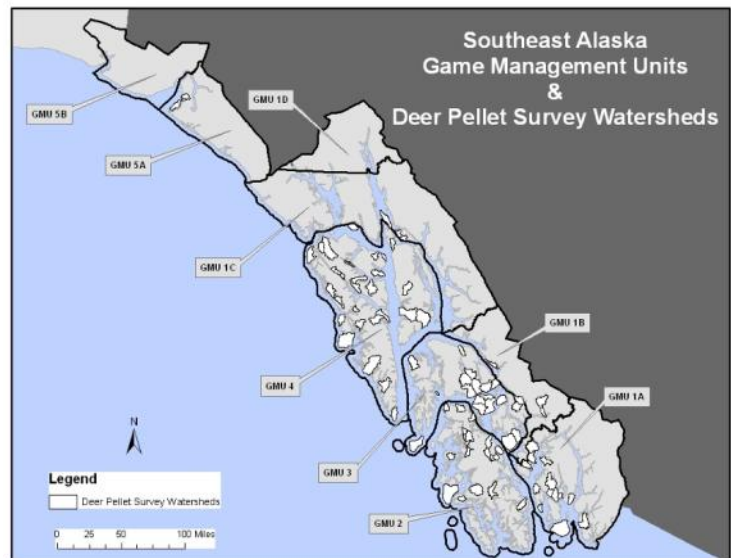 Southeast Alaska
Game Management Units
&
Deer Pellet Survey Watersheds
GMU 1D
GMU 5B
GMU 5A
GMU 1C
GMU 1B
GMU 4
GMU 1A
GMU 3
GMU 2
N
Legend
Deer Pellet Survey Watersheds
0 25 50 100 Miles